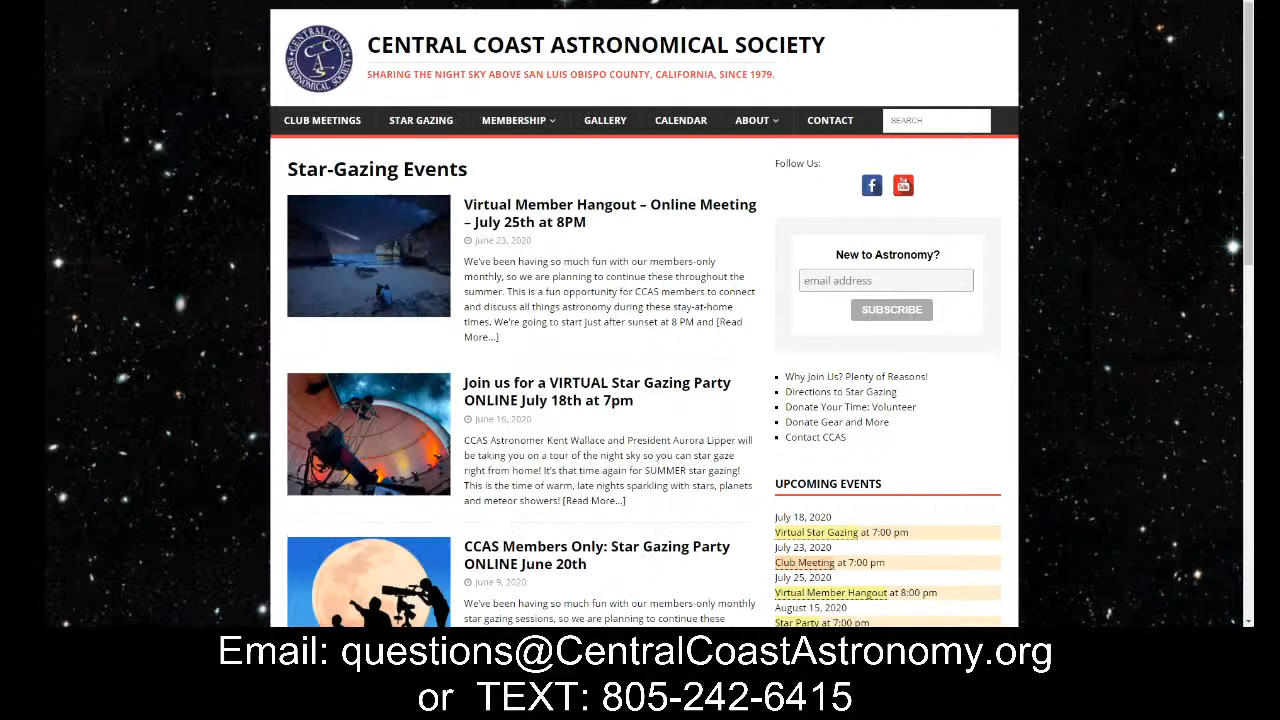 CENTRAL COAST ASTRONOMICAL SOCIETY
CENTRAL COAST
CCAS
ASTRONOMICAL SOCIETY
SHARING THE NIGHT SKY ABOVE SAN LUIS OBISPO COUNTY, CALIFORNIA, SINCE 1979.
CLUB MEETINGS STAR GAZING MEMBERSHIP GALLERY CALENDAR ABOUT CONTACT SEARCH
Star-Gazing Events
Virtual Member Hangout – Online Meeting
– July 25th at 8PM
June 23, 2020
We've been having so much fun with our members-only
monthly, so we are planning to continue these throughout the
summer. This is a fun opportunity for CCAS members to connect
and discuss all things astronomy during these stay-at-home
times. We're going to start just after sunset at 8 PM and [Read
More...]
Join us for a VIRTUAL Star Gazing Party
ONLINE July 18th at 7pm
June 16, 2020
CCAS Astronomer Kent Wallace and President Aurora Lipper will
be taking you on a tour of the night sky so you can star gaze
right from home! It's that time again for SUMMER star gazing!
This is the time of warm, late nights sparkling with stars, planets
and meteor showers! [Read More...]
CCAS Members Only: Star Gazing Party
ONLINE June 20th
June 9, 2020
We've been having so much fun with our members-only monthly
star gazing sessions, so we are planning to continue these
Follow Us:
f
You Tube
New to Astronomy?
email address
SUBSCRIBE
Why Join Us? Plenty of Reasons!
Directions to Star Gazing
Donate Your Time: Volunteer
Donate Gear and More
Contact CCAS
UPCOMING EVENTS
July 18, 2020
Virtual Star Gazing at 7:00 pm
July 23, 2020
Club Meeting at 7:00 pm
July 25, 2020
Virtual Member Hangout at 8:00 pm
August 15, 2020
Star Party at 7:00 pm
Email: questions@CentralCoastAstronomy.org
or TEXT: 805-242-6415